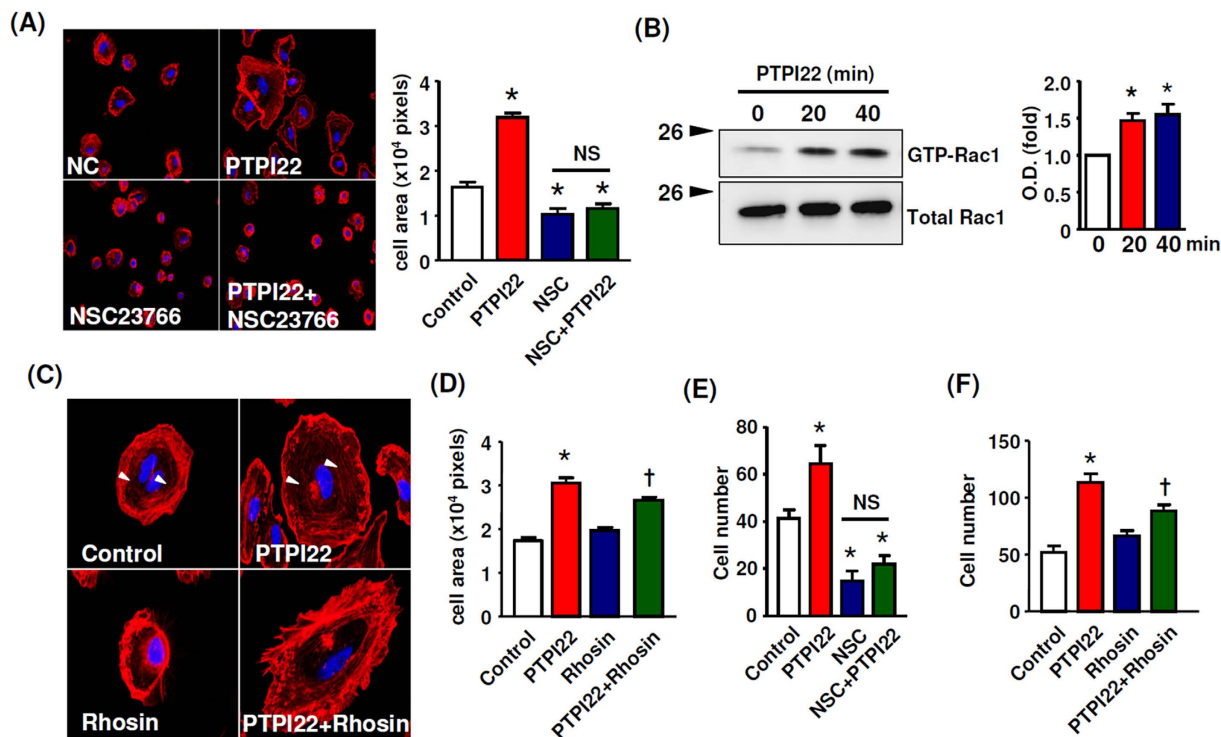 (A)
NC
PTPI22
NSC23766
PTPI2+
NSC23766
cell area (x10⁴ pixels)
4
3
2
1
0
*
NS
* *
Control
PTPI22
NSC
NSC+PTPI22
(B)
PTPI22 (min)
0 20 40
26
GTP-Rac1
26
Total Rac1
O.D. (fold)
2.0
1.5
1.0
0.5
0
* *
0 20 40 min
(C)
Control
PTPI22
Rhosin
PTPI22+Rhosin
(D)
cell area (x10⁴ pixels)
4
3
2
1
0
*
†
Control
PTPI22
Rhosin
PTPI22+Rhosin
(E)
Cell number
80
60
40
20
0
*
NS
* *
Control
PTPI22
NSC
NSC+PTPI22
(F)
Cell number
150
100
50
0
*
†
Control
PTPI22
Rhosin
PTPI22+Rhosin